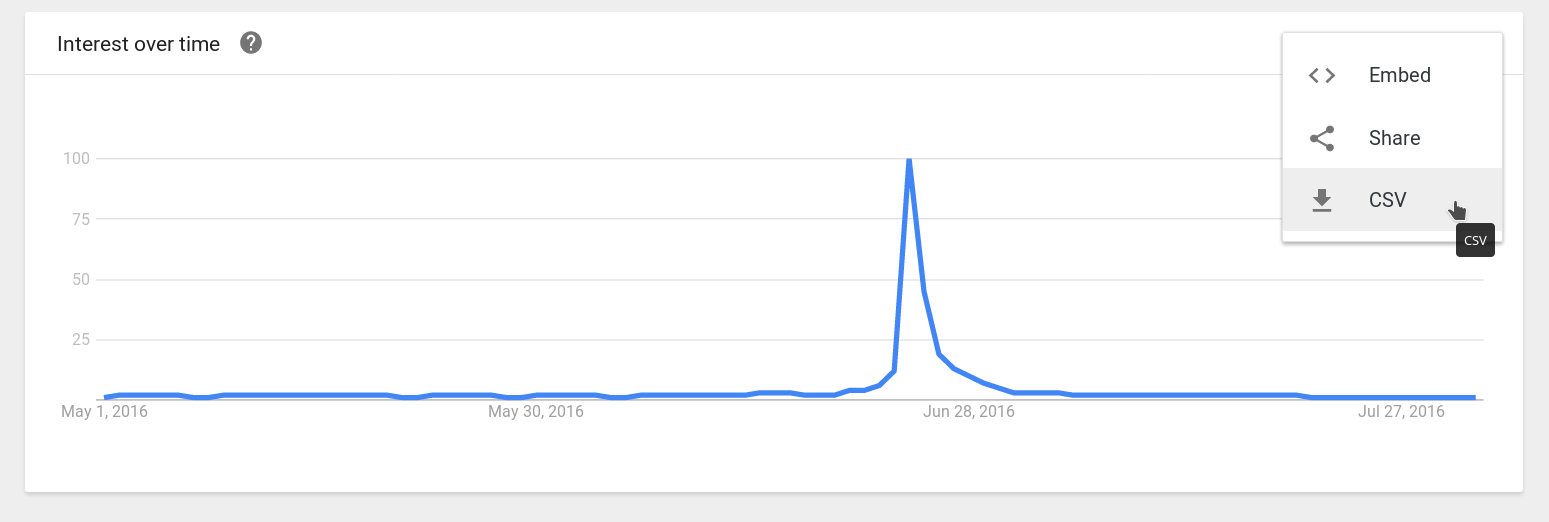 Interest over time ?
Embed
Share
CSV
CSV
100
75
50
25
May 1, 2016 May 30, 2016 Jun 28, 2016 Jul 27, 2016